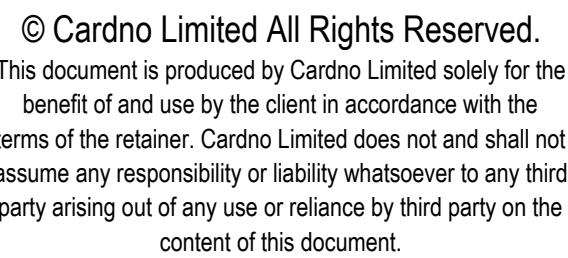 © Cardno Limited All Rights Reserved.
This document is produced by Cardno Limited solely for the
benefit of and use by the client in accordance with the
terms of the retainer. Cardno Limited does not and shall not
assume any responsibility or liability whatsoever to any third
party arising out of any use or reliance by third party on the
content of this document.